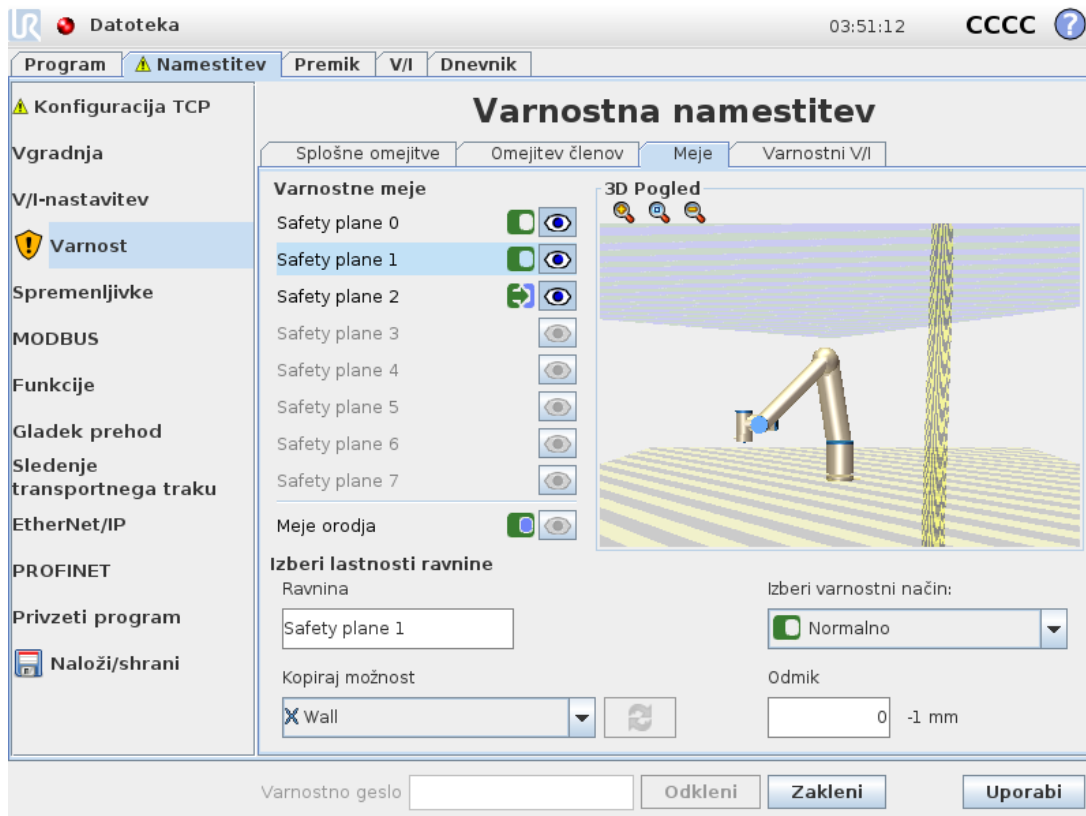 UR Datoteka 03:51:12 CCCC ?
Program Namestitev Premik V/I Dnevnik
Konfiguracija TCP
Vgradnja
V/I-nastavitev
Varnost
Spremenljivke
MODBUS
Funkcije
Gladek prehod
Sledenje
transportnega traku
EtherNet/IP
PROFINET
Privzeti program
Naloži/shrani
Varnostna namestitev
Splošne omejitve Omejitev členov Meje Varnostni V/I
Varnostne meje
Safety plane 0
Safety plane 1
Safety plane 2
Safety plane 3
Safety plane 4
Safety plane 5
Safety plane 6
Safety plane 7
Meje orodja
3D Pogled
Izberi lastnosti ravnine
Ravnina
Safety plane 1
Izberi varnostni način:
Normalno
Kopiraj možnost
Wall
Odmik
0 -1 mm
Varnostno geslo Odkleni Zakleni Uporabi